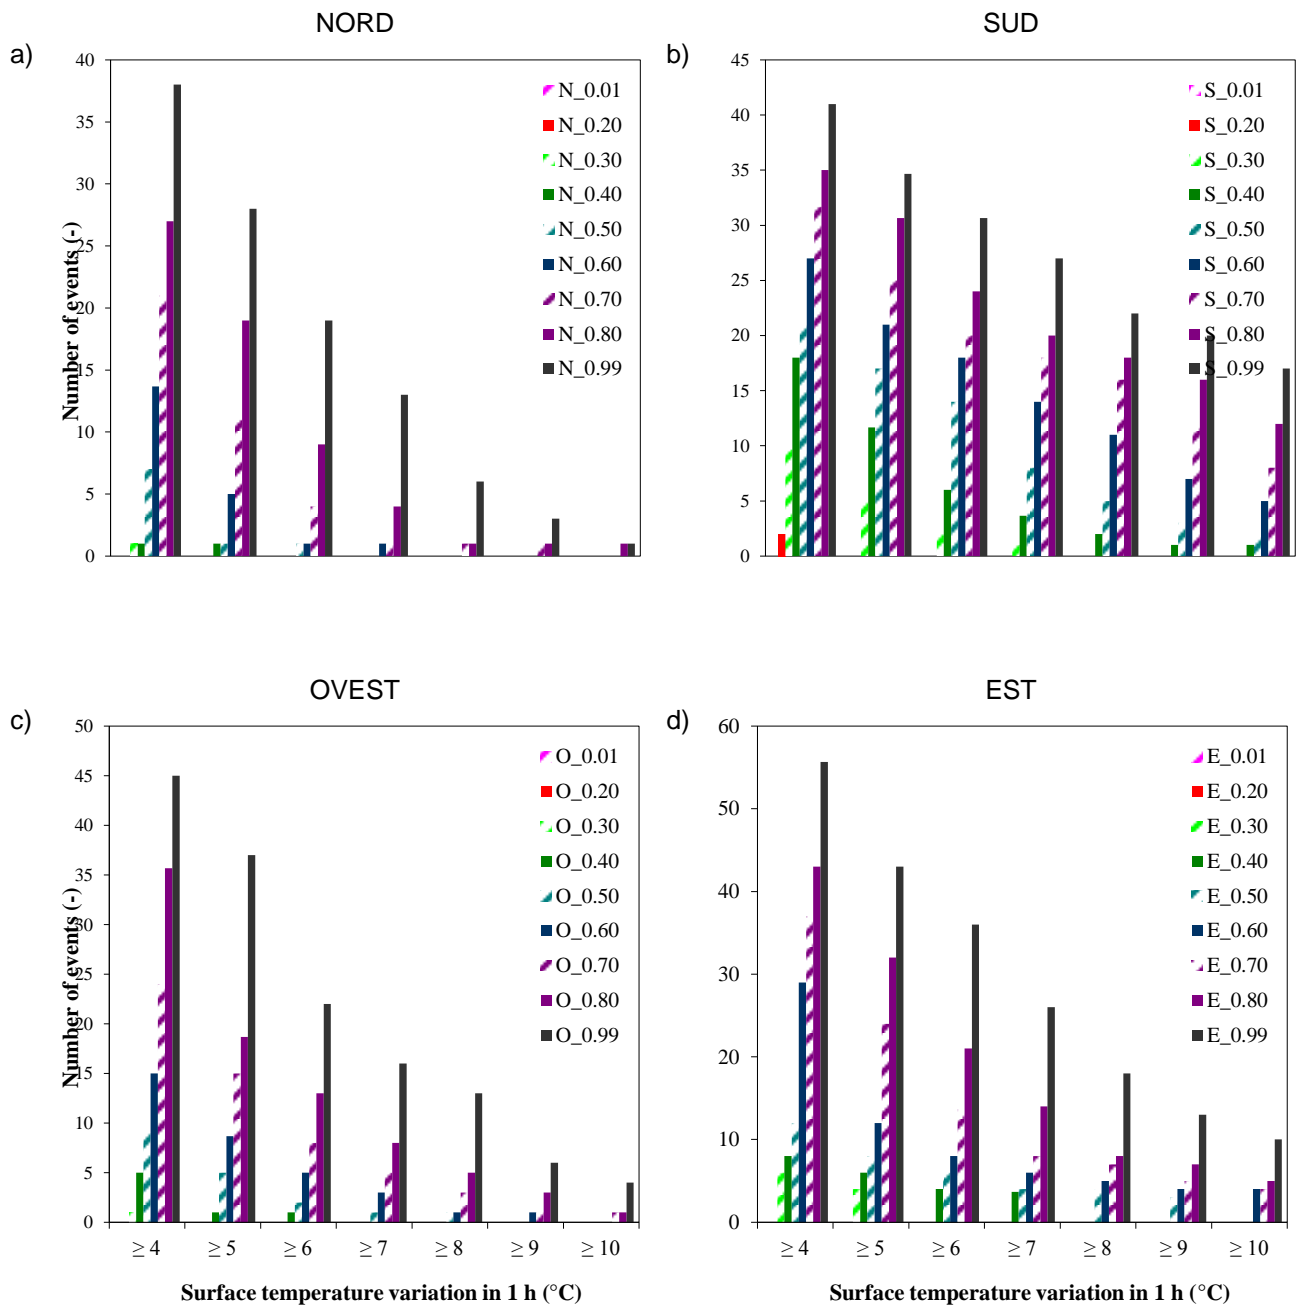 NORD
a)
Number of events (-)
40
35
30
25
20
15
10
5
0
N_0.01
N_0.20
N_0.30
N_0.40
N_0.50
N_0.60
N_0.70
N_0.80
N_0.99
SUD
b)
45
40
35
30
25
20
15
10
5
0
S_0.01
S_0.20
S_0.30
S_0.40
S_0.50
S_0.60
S_0.70
S_0.80
S_0.99
OVEST
c)
Number of events (-)
50
45
40
35
30
25
20
15
10
5
0
O_0.01
O_0.20
O_0.30
O_0.40
O_0.50
O_0.60
O_0.70
O_0.80
O_0.99
≥ 4 ≥ 5 ≥ 6 ≥ 7 ≥ 8 ≥ 9 ≥ 10
Surface temperature variation in 1 h (°C)
EST
d)
60
50
40
30
20
10
0
E_0.01
E_0.20
E_0.30
E_0.40
E_0.50
E_0.60
E_0.70
E_0.80
E_0.99
≥ 4 ≥ 5 ≥ 6 ≥ 7 ≥ 8 ≥ 9 ≥ 10
Surface temperature variation in 1 h (°C)